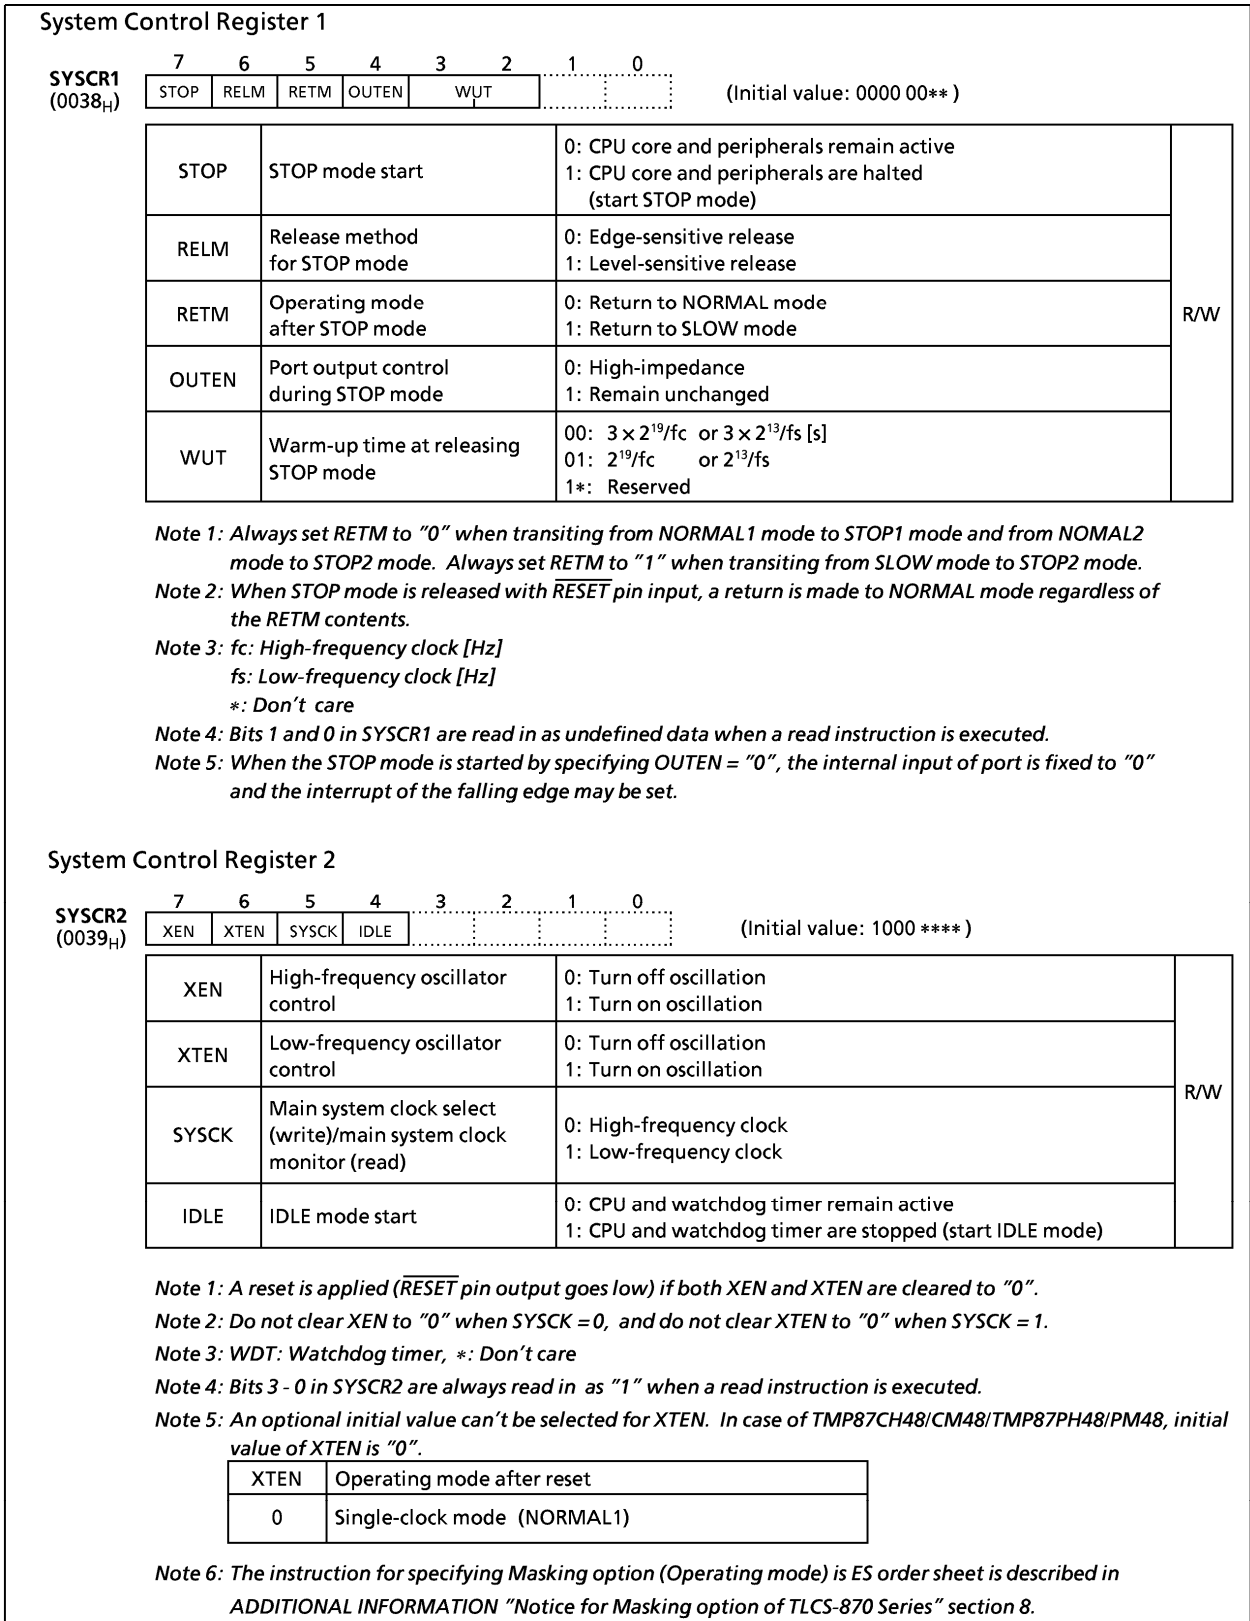 System Control Register 1
7 6 5 4 3 2 1 0
SYSCR1
(0038H)
STOP RELM RETM OUTEN WUT
(Initial value: 0000 00** )
STOP
STOP mode start
0: CPU core and peripherals remain active
1: CPU core and peripherals are halted
(start STOP mode)
R/W
RELM
Release method
for STOP mode
0: Edge-sensitive release
1: Level-sensitive release
RETM
Operating mode
after STOP mode
0: Return to NORMAL mode
1: Return to SLOW mode
OUTEN
Port output control
during STOP mode
0: High-impedance
1: Remain unchanged
WUT
Warm-up time at releasing
STOP mode
00: 3 × 2¹⁹/fc or 3 × 2¹³/fs [s]
01: 2¹⁹/fc or 2¹³/fs
1*: Reserved
Note 1: Always set RETM to "0" when transiting from NORMAL1 mode to STOP1 mode and from NOMAL2
mode to STOP2 mode. Always set RETM to "1" when transiting from SLOW mode to STOP2 mode.
Note 2: When STOP mode is released with RESET pin input, a return is made to NORMAL mode regardless of
the RETM contents.
Note 3: fc: High-frequency clock [Hz]
fs: Low-frequency clock [Hz]
*: Don't care
Note 4: Bits 1 and 0 in SYSCR1 are read in as undefined data when a read instruction is executed.
Note 5: When the STOP mode is started by specifying OUTEN = "0", the internal input of port is fixed to "0"
and the interrupt of the falling edge may be set.
System Control Register 2
7 6 5 4 3 2 1 0
SYSCR2
(0039H)
XEN XTEN SYSCK IDLE
(Initial value: 1000 **** )
XEN
High-frequency oscillator
control
0: Turn off oscillation
1: Turn on oscillation
R/W
XTEN
Low-frequency oscillator
control
0: Turn off oscillation
1: Turn on oscillation
SYSCK
Main system clock select
(write)/main system clock
monitor (read)
0: High-frequency clock
1: Low-frequency clock
IDLE
IDLE mode start
0: CPU and watchdog timer remain active
1: CPU and watchdog timer are stopped (start IDLE mode)
Note 1: A reset is applied (RESET pin output goes low) if both XEN and XTEN are cleared to "0".
Note 2: Do not clear XEN to "0" when SYSCK = 0, and do not clear XTEN to "0" when SYSCK = 1.
Note 3: WDT: Watchdog timer, *: Don't care
Note 4: Bits 3 - 0 in SYSCR2 are always read in as "1" when a read instruction is executed.
Note 5: An optional initial value can't be selected for XTEN. In case of TMP87CH48/CM48/TMP87PH48/PM48, initial
value of XTEN is "0".
XTEN Operating mode after reset
0 Single-clock mode (NORMAL1)
Note 6: The instruction for specifying Masking option (Operating mode) is ES order sheet is described in
ADDITIONAL INFORMATION "Notice for Masking option of TLCS-870 Series" section 8.